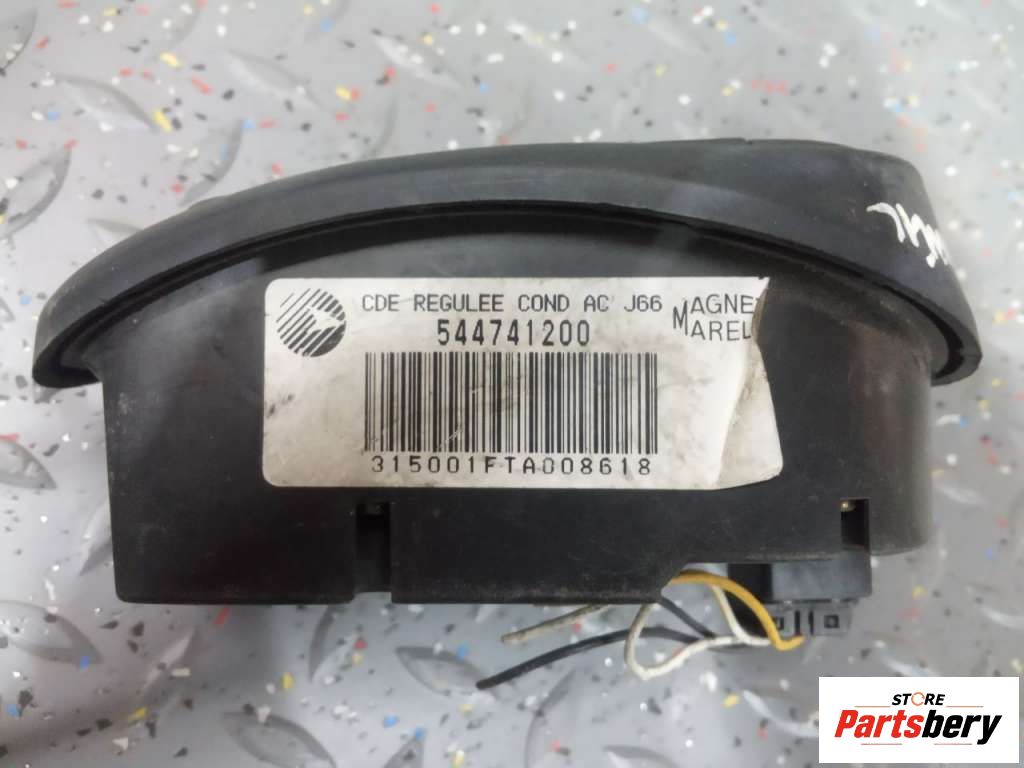 CDE REGULEE COND AC J66
544741200
MAGNE
MAREL
315001FTA008618
STORE
Partsbery